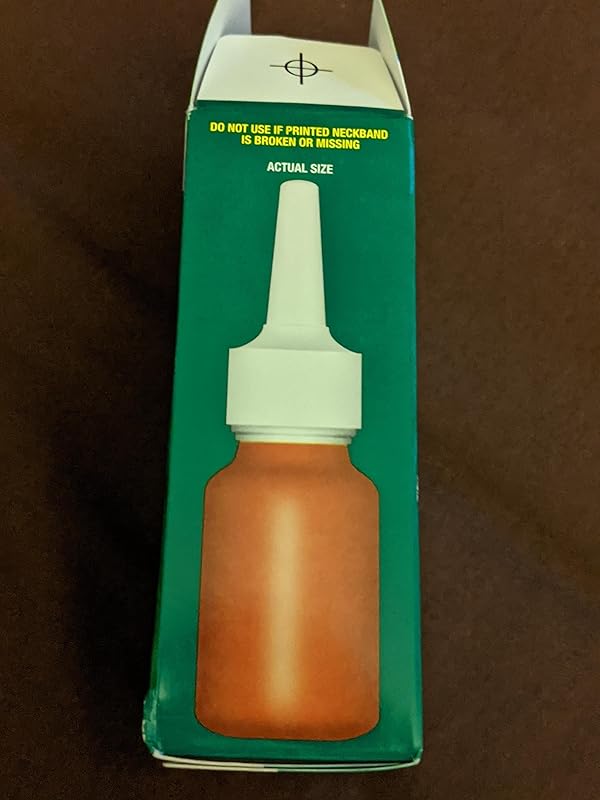 DO NOT USE IF PRINTED NECKBAND
IS BROKEN OR MISSING
ACTUAL SIZE